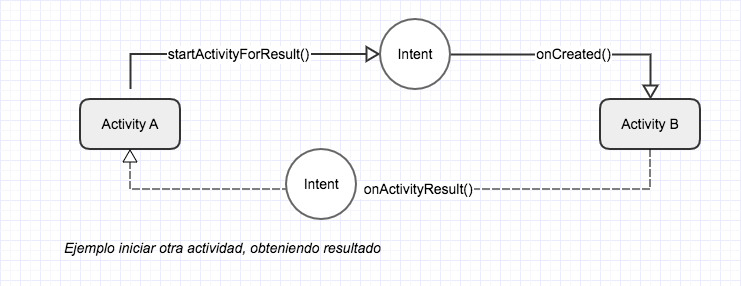 startActivityForResult()
Intent
onCreated()
Activity A
Activity B
Intent
onActivityResult()
Ejemplo iniciar otra actividad, obteniendo resultado